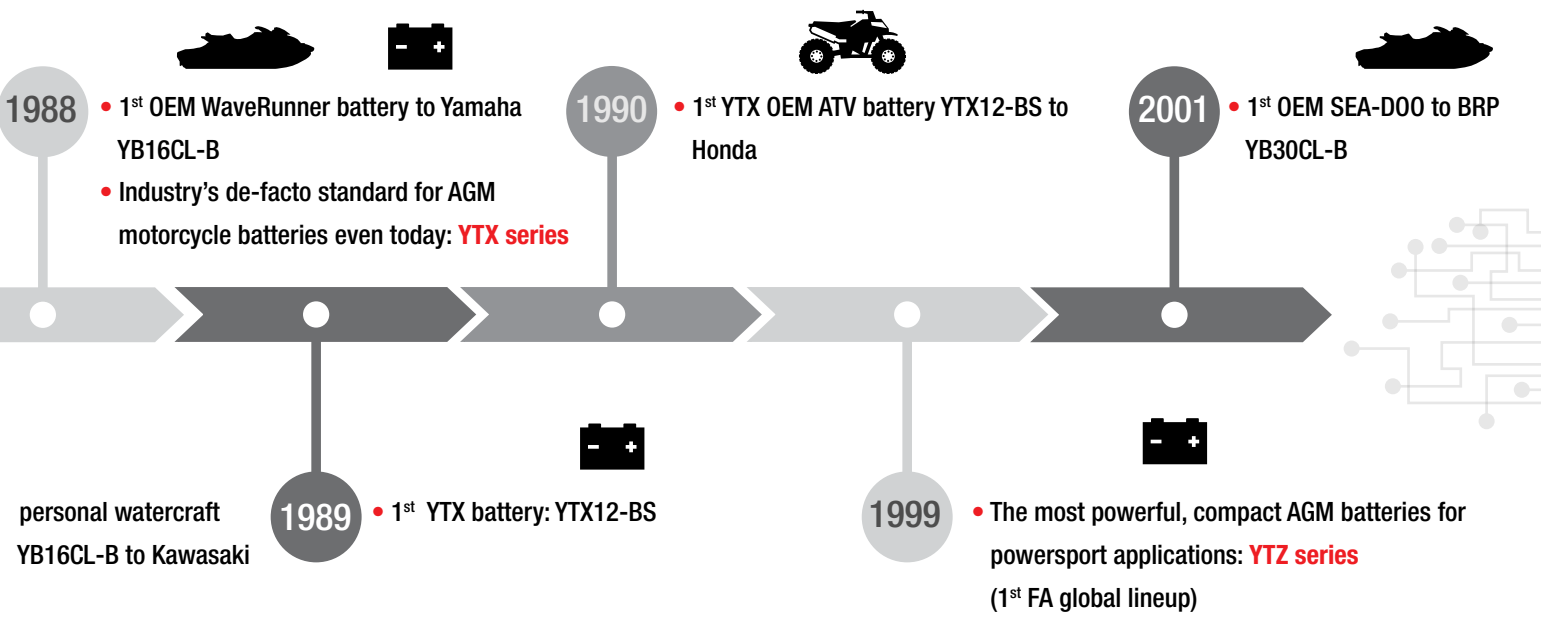 1988
• 1st OEM WaveRunner battery to Yamaha
YB16CL-B
• Industry’s de-facto standard for AGM
motorcycle batteries even today: YTX series
1990
• 1st YTX OEM ATV battery YTX12-BS to
Honda
2001
• 1st OEM SEA-DOO to BRP
YB30CL-B
personal watercraft
YB16CL-B to Kawasaki
1989
• 1st YTX battery: YTX12-BS
1999
• The most powerful, compact AGM batteries for
powersport applications: YTZ series
(1st FA global lineup)